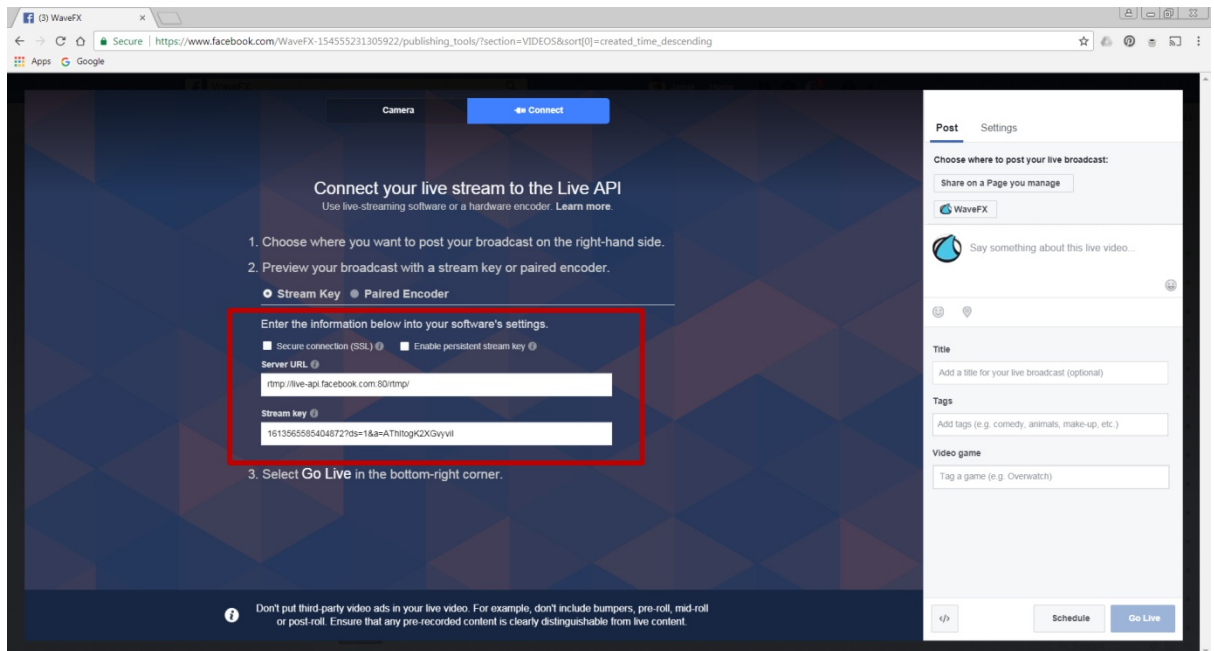 (3) WaveFX
Secure | https://www.facebook.com/WaveFX-154555231305922/publishing_tools/?section=VIDEOS&sort[0]=created_time_descending
Apps Google
Camera Connect
Connect your live stream to the Live API
Use live-streaming software or a hardware encoder. Learn more.
1. Choose where you want to post your broadcast on the right-hand side.
2. Preview your broadcast with a stream key or paired encoder.
Stream Key Paired Encoder
Enter the information below into your software's settings.
Secure connection (SSL) Enable persistent stream key
Server URL
rtmp://live-api.facebook.com:80/rtmp/
Stream key
1613565585404872?ds=1&a=AThItogK2XGvyvil
3. Select Go Live in the bottom-right corner.
Don't put third-party video ads in your live video. For example, don't include bumpers, pre-roll, mid-roll
or post-roll. Ensure that any pre-recorded content is clearly distinguishable from live content.
Post Settings
Choose where to post your live broadcast:
Share on a Page you manage
WaveFX
Say something about this live video...
Title
Add a title for your live broadcast (optional)
Tags
Add tags (e.g. comedy, animals, make-up, etc.)
Video game
Tag a game (e.g. Overwatch)
</> Schedule Go Live